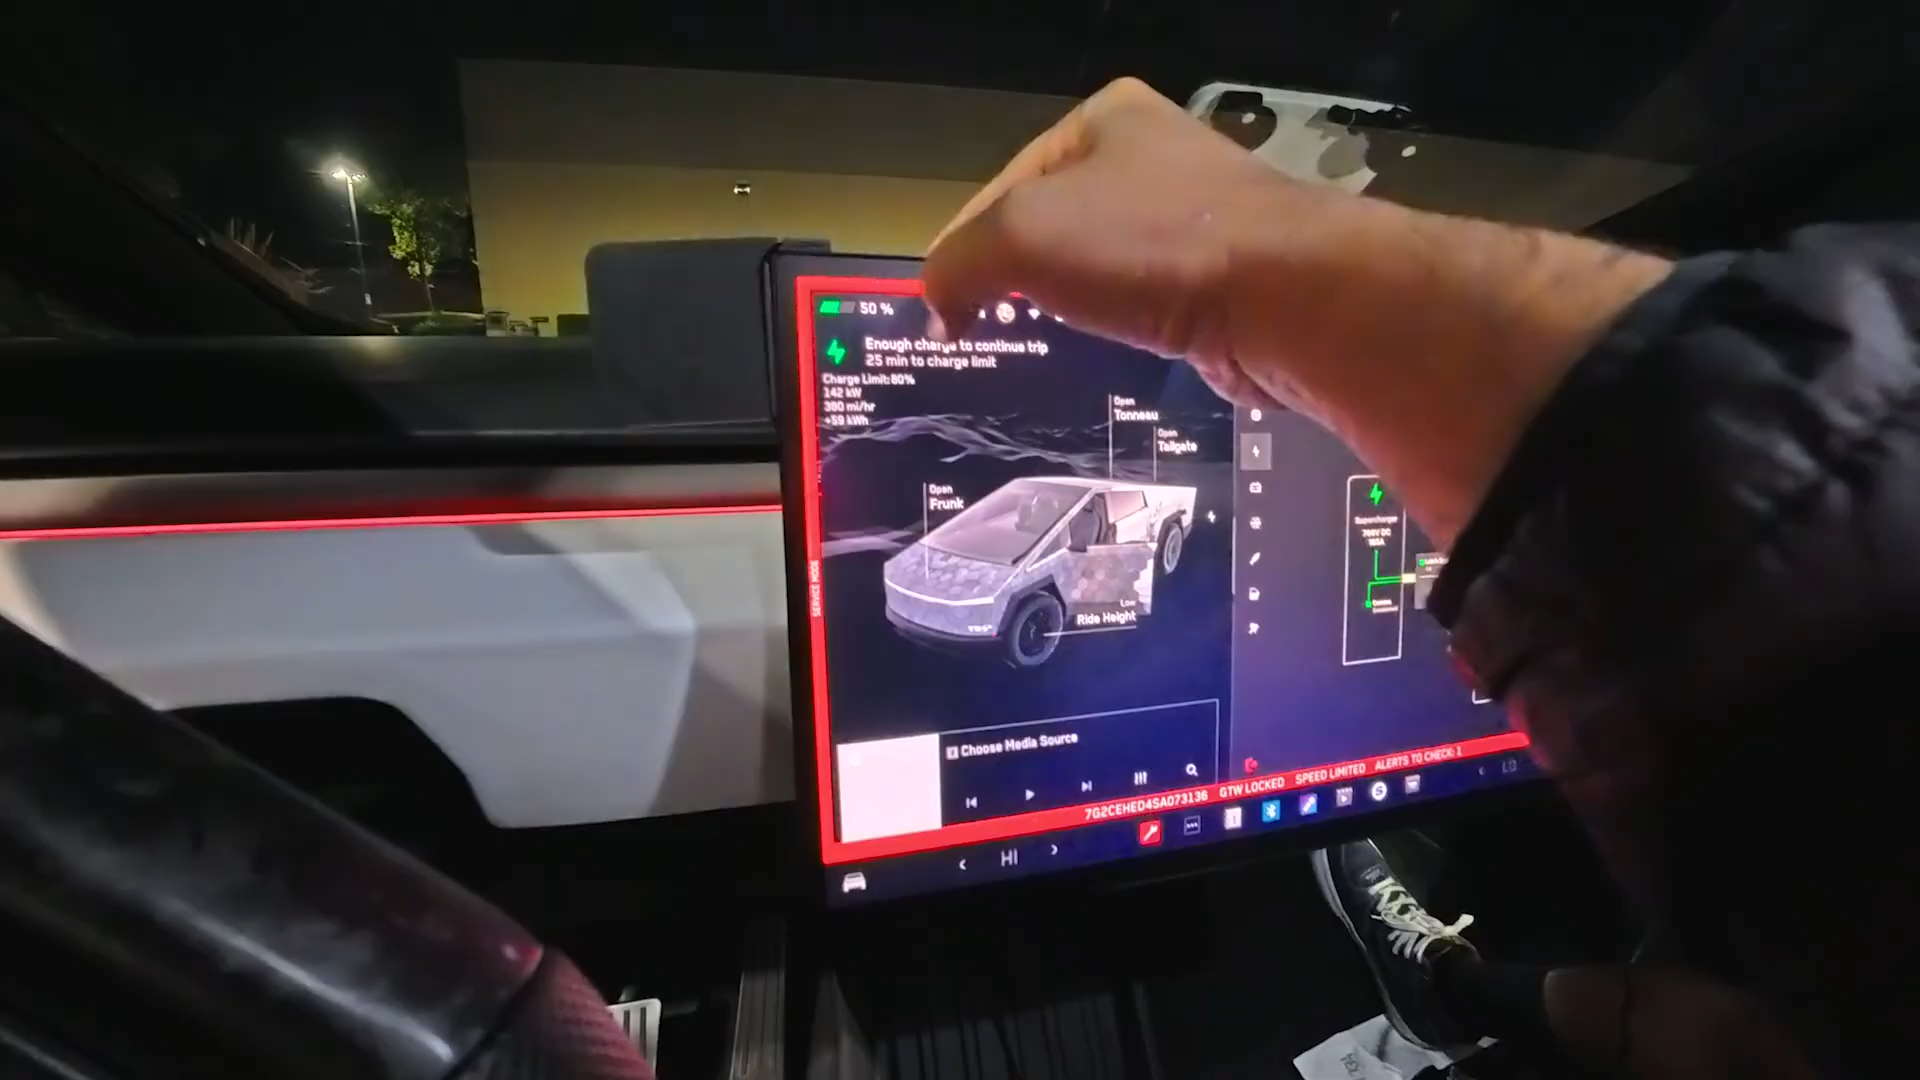 50 %
Enough charge to continue trip
25 min to charge limit
Charge Limit: 80%
142 kW
380 mi/hr
+59 kWh
Open
Tonneau
Open
Tailgate
Open
Frunk
Low
Ride Height
SERVICE MODE
Supercharger
Choose Media Source
7G2CEHED4SA073136 GTW LOCKED SPEED LIMITED ALERTS TO CHECK: 1
HI
LO